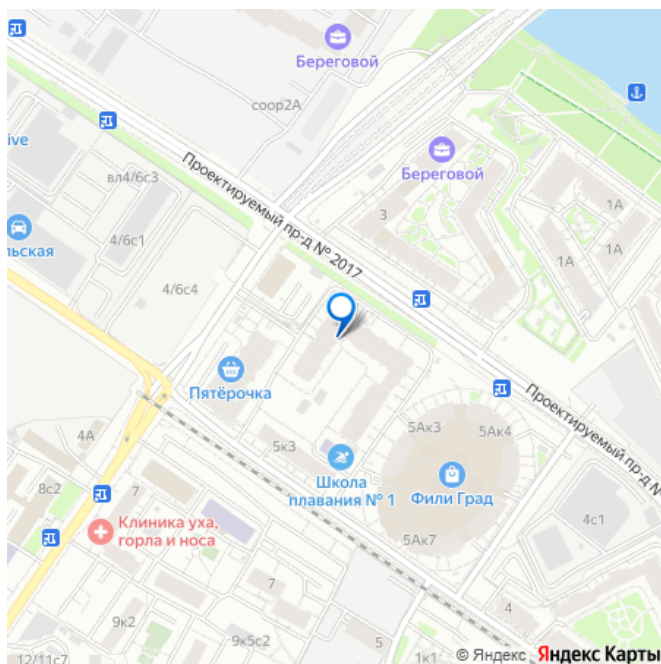 Береговой
соор2А
ive
Береговой
вл4/6с3
Проектируемый пр-д № 2017
3
1А
1А
1А
4/6с1
льская
4/6с4
Пятёрочка
Проектируемый пр-д №
5Ак3
5Ак4
4А
5к3
Школа
плавания № 1
Фили Град
8с2
7
Клиника уха,
горла и носа
4с1
5Ак7
7
9к2
4
9к5с2
5
12/11с7
1к1
© Яндекс Яндекс Карты